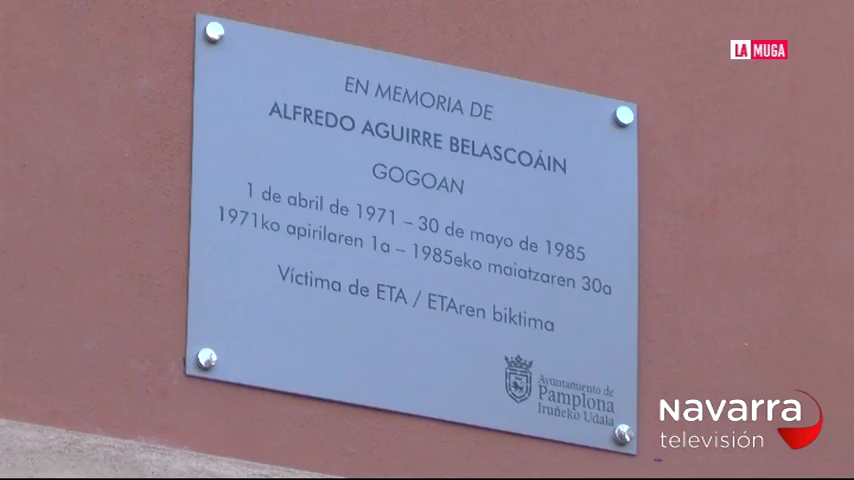 LA MUGA
EN MEMORIA DE
ALFREDO AGUIRRE BELASCOÁIN
GOGOAN
1 de abril de 1971 – 30 de mayo de 1985
1971ko apirilaren 1a – 1985eko maiatzaren 30a
Víctima de ETA / ETAren biktima
Ayuntamiento de
Pamplona
Iruñeko Udala
Navarra
televisión